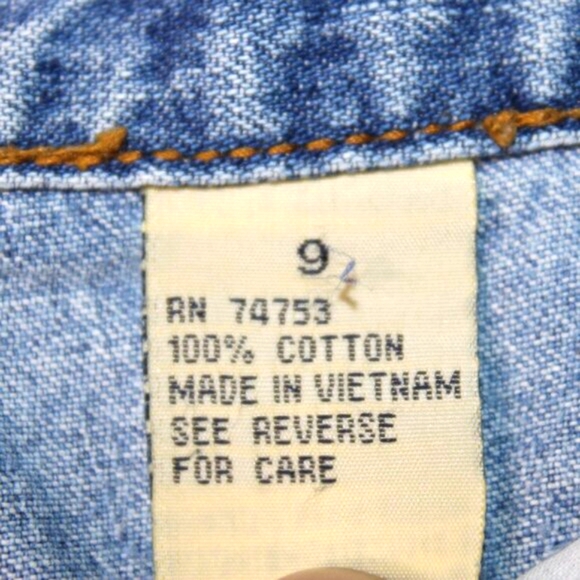 9
RN 74753
100% COTTON
MADE IN VIETNAM
SEE REVERSE
FOR CARE